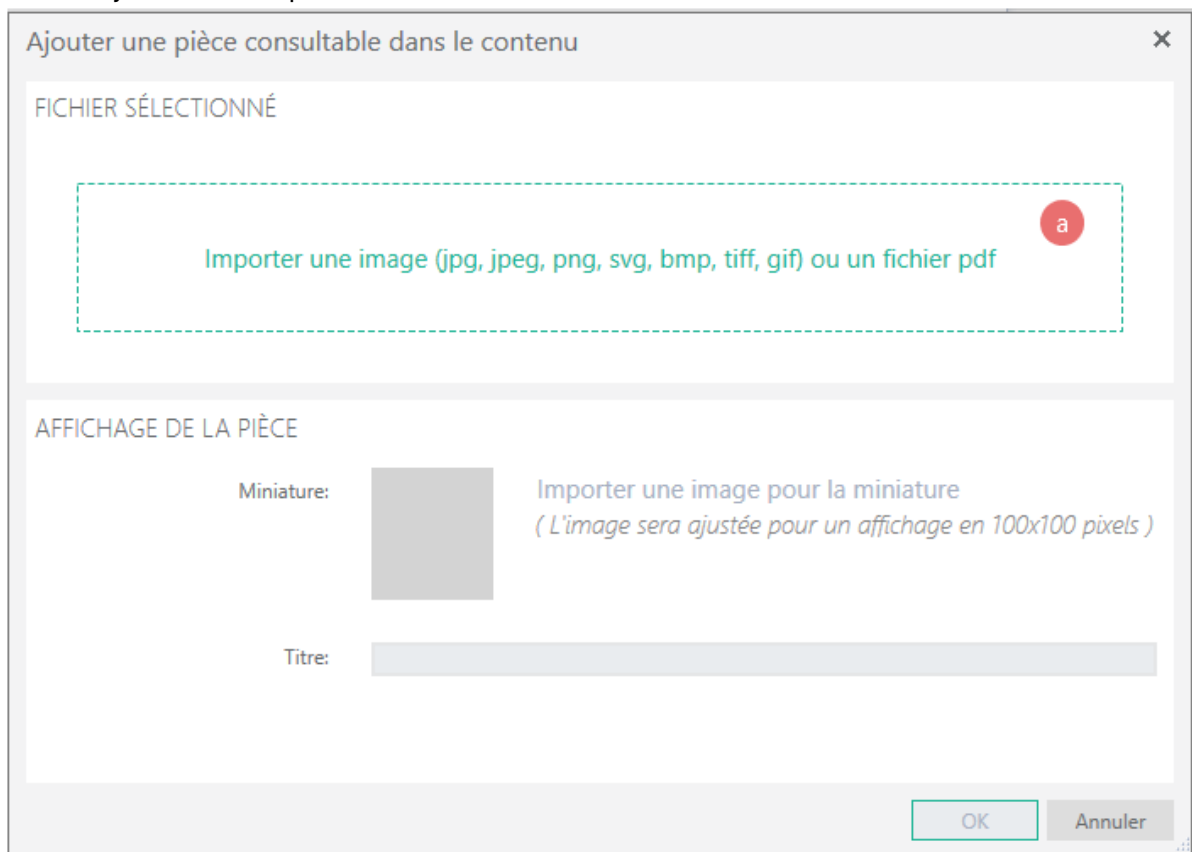 Ajouter une pièce consultable dans le contenu
FICHIER SÉLECTIONNÉ
a
Importer une image (jpg, jpeg, png, svg, bmp, tiff, gif) ou un fichier pdf
AFFICHAGE DE LA PIÈCE
Miniature:
Importer une image pour la miniature
( L'image sera ajustée pour un affichage en 100x100 pixels )
Titre:
OK
Annuler